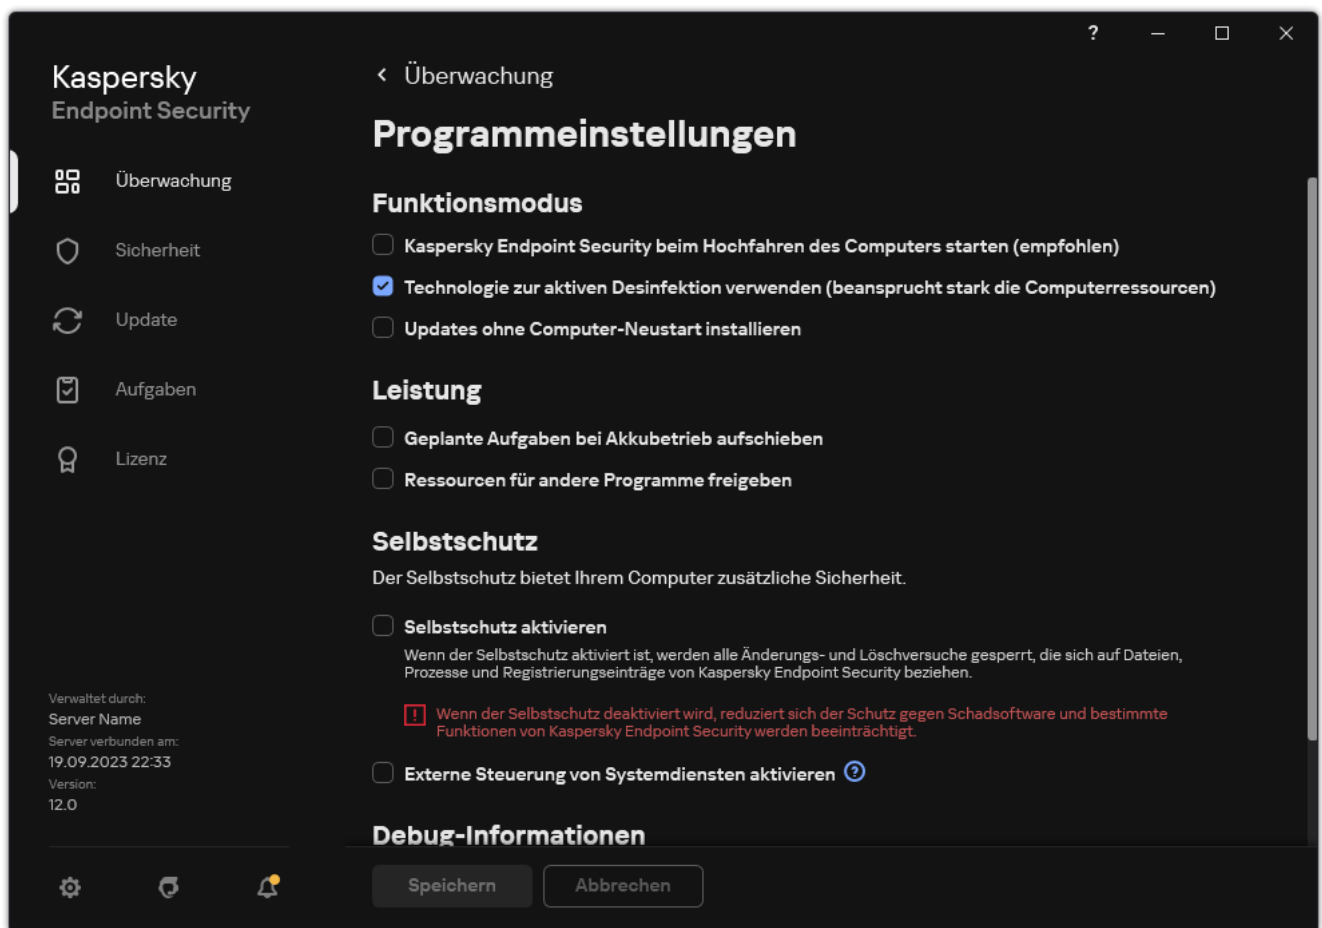 ?
Kaspersky
Endpoint Security
Überwachung
Sicherheit
Update
Aufgaben
Lizenz
Verwaltet durch:
Server Name
Server verbunden am:
19.09.2023 22:33
Version:
12.0
Überwachung
Programmeinstellungen
Funktionsmodus
Kaspersky Endpoint Security beim Hochfahren des Computers starten (empfohlen)
Technologie zur aktiven Desinfektion verwenden (beansprucht stark die Computerressourcen)
Updates ohne Computer-Neustart installieren
Leistung
Geplante Aufgaben bei Akkubetrieb aufschieben
Ressourcen für andere Programme freigeben
Selbstschutz
Der Selbstschutz bietet Ihrem Computer zusätzliche Sicherheit.
Selbstschutz aktivieren
Wenn der Selbstschutz aktiviert ist, werden alle Änderungs- und Löschversuche gesperrt, die sich auf Dateien,
Prozesse und Registrierungseinträge von Kaspersky Endpoint Security beziehen.
Wenn der Selbstschutz deaktiviert wird, reduziert sich der Schutz gegen Schadsoftware und bestimmte
Funktionen von Kaspersky Endpoint Security werden beeinträchtigt.
Externe Steuerung von Systemdiensten aktivieren ?
Debug-Informationen
Speichern
Abbrechen